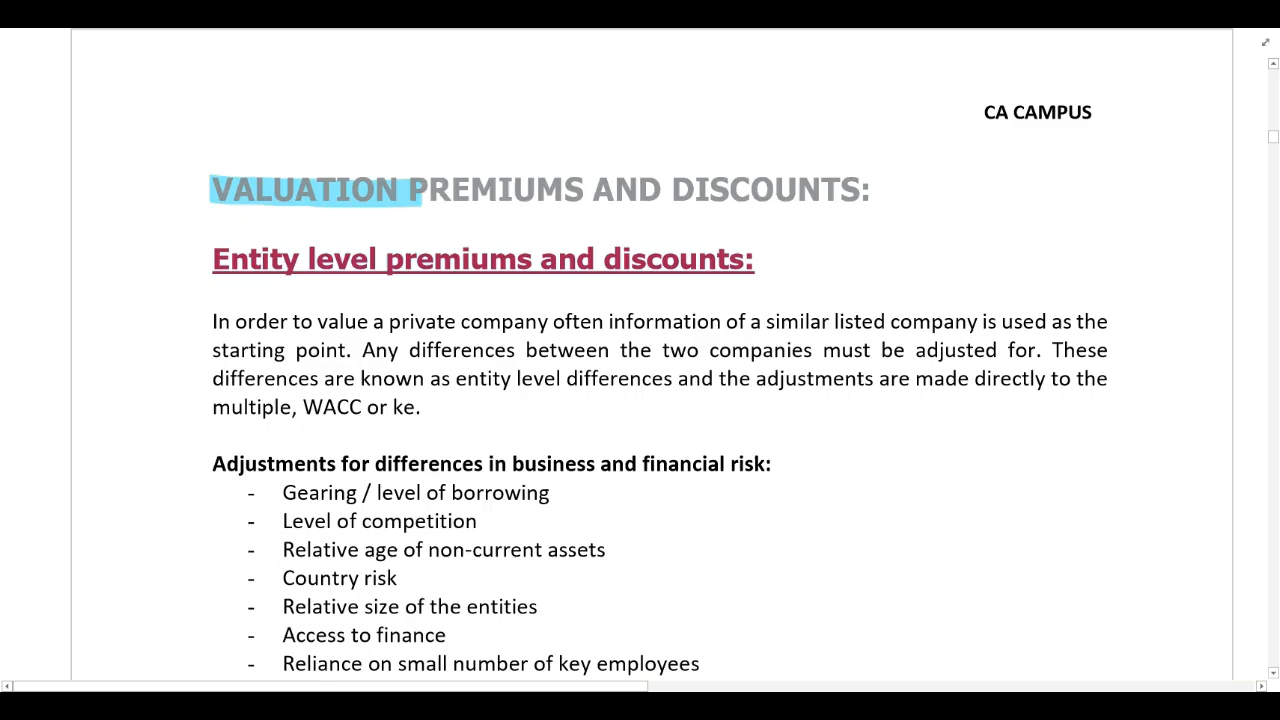 CA CAMPUS
VALUATION PREMIUMS AND DISCOUNTS:
Entity level premiums and discounts:
In order to value a private company often information of a similar listed company is used as the
starting point. Any differences between the two companies must be adjusted for. These
differences are known as entity level differences and the adjustments are made directly to the
multiple, WACC or ke.
Adjustments for differences in business and financial risk:
- Gearing / level of borrowing
- Level of competition
- Relative age of non-current assets
- Country risk
- Relative size of the entities
- Access to finance
- Reliance on small number of key employees